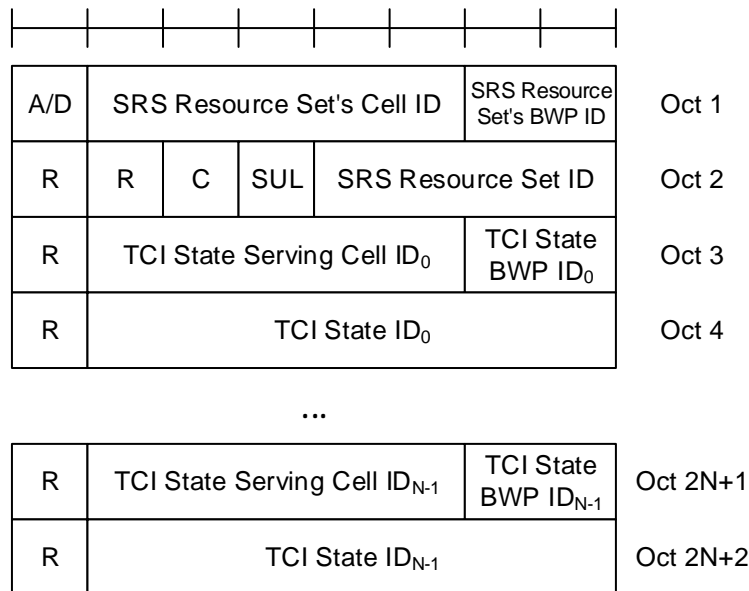 A/D SRS Resource Set's Cell ID SRS Resource Set's BWP ID Oct 1
R R C SUL SRS Resource Set ID Oct 2
R TCI State Serving Cell ID0 TCI State BWP ID0 Oct 3
R TCI State ID0 Oct 4
...
R TCI State Serving Cell IDN-1 TCI State BWP IDN-1 Oct 2N+1
R TCI State IDN-1 Oct 2N+2